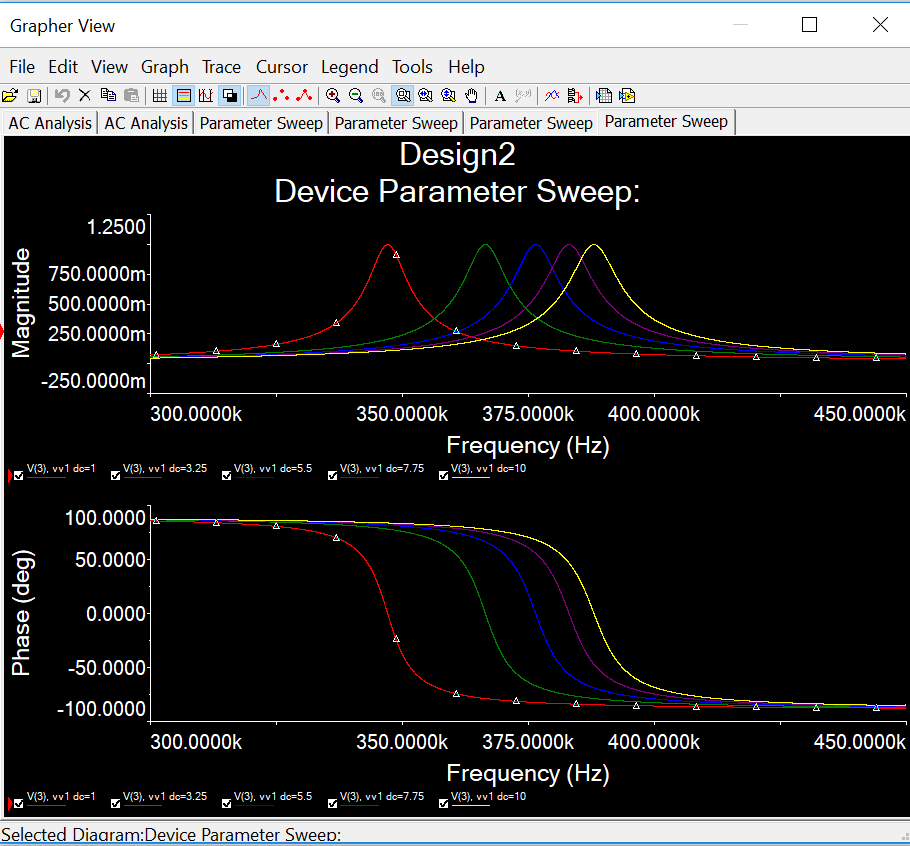 Grapher View
File Edit View Graph Trace Cursor Legend Tools Help
A
AC Analysis AC Analysis Parameter Sweep Parameter Sweep Parameter Sweep Parameter Sweep
Design2
Device Parameter Sweep:
Magnitude
1.2500
750.0000m
500.0000m
250.0000m
-250.0000m
300.0000k 350.0000k 375.0000k 400.0000k 450.0000k
Frequency (Hz)
V(3), vv1 dc=1 V(3), vv1 dc=3.25 V(3), vv1 dc=5.5 V(3), vv1 dc=7.75 V(3), vv1 dc=10
Phase (deg)
100.0000
50.0000
0.0000
-50.0000
-100.0000
300.0000k 350.0000k 375.0000k 400.0000k 450.0000k
Frequency (Hz)
V(3), vv1 dc=1 V(3), vv1 dc=3.25 V(3), vv1 dc=5.5 V(3), vv1 dc=7.75 V(3), vv1 dc=10
Selected Diagram:Device Parameter Sweep: